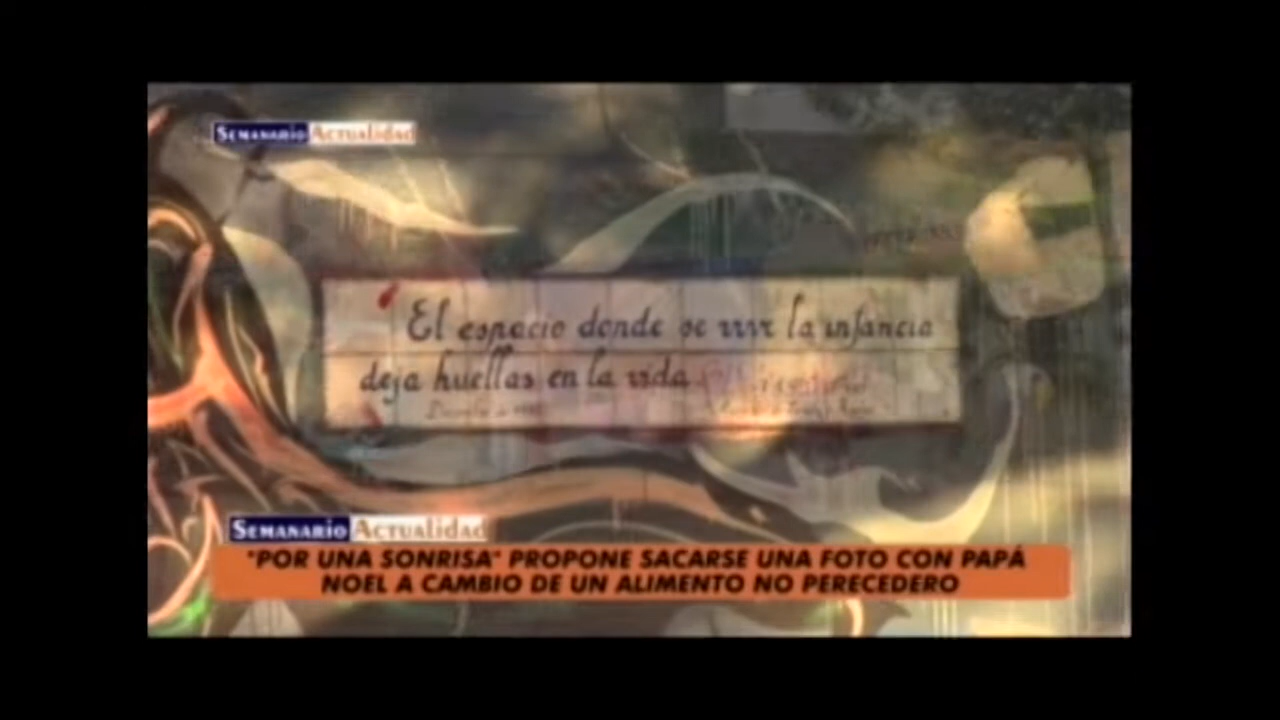 SEMANARIO ACTUALIDAD
El espacio donde se vive la infancia
deja huellas en la vida
SEMANARIO ACTUALIDAD
"POR UNA SONRISA" PROPONE SACARSE UNA FOTO CON PAPÁ
NOEL A CAMBIO DE UN ALIMENTO NO PERECEDERO